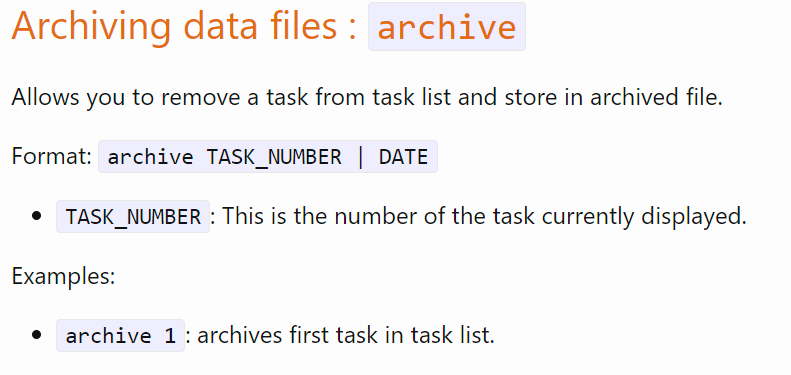 Archiving data files : archive
Allows you to remove a task from task list and store in archived file.
Format: archive TASK_NUMBER | DATE
• TASK_NUMBER: This is the number of the task currently displayed.
Examples:
• archive 1: archives first task in task list.